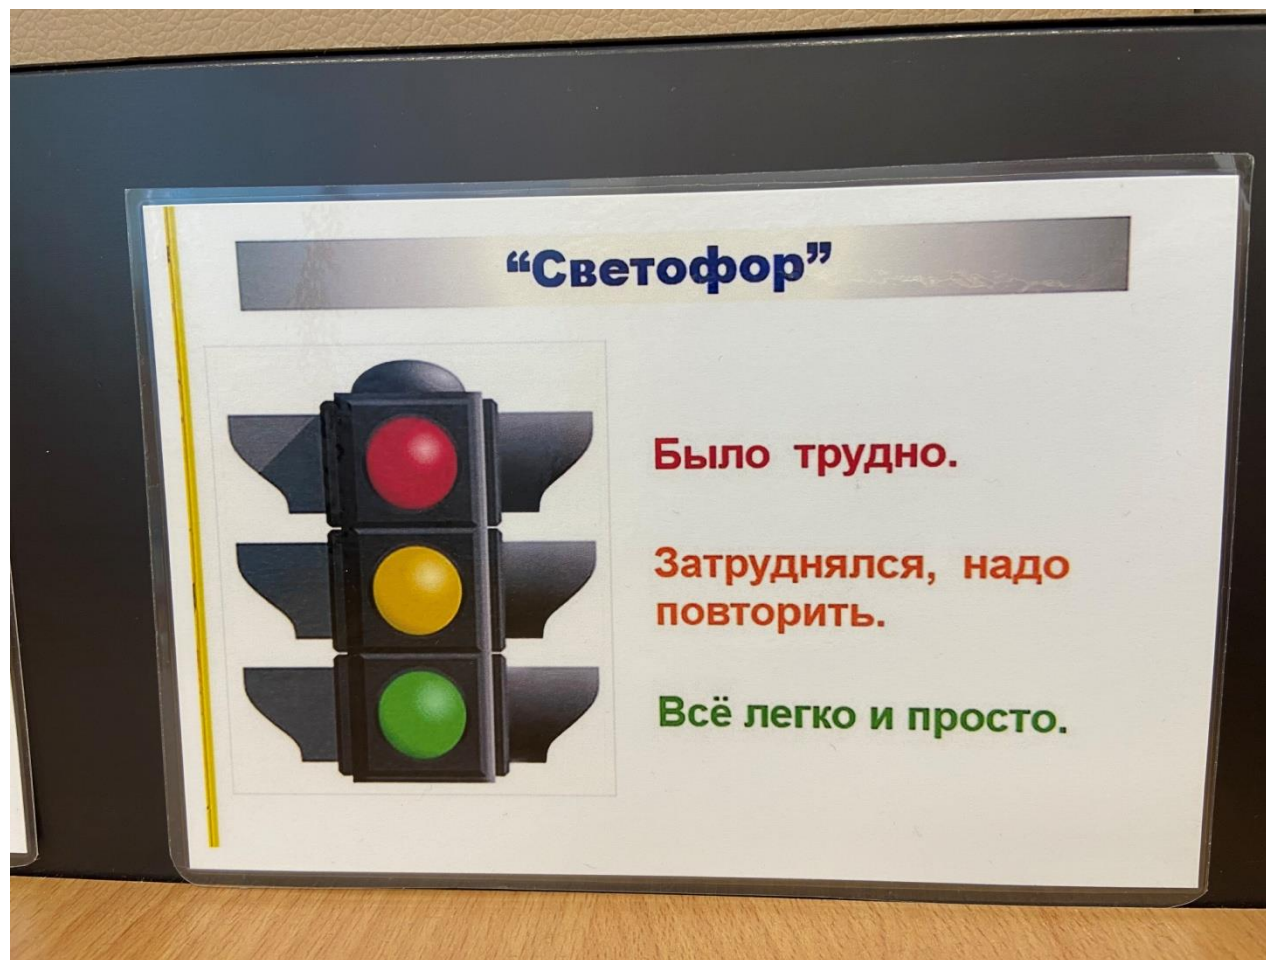 “Светофор”
Было трудно.
Затруднялся, надо
повторить.
Всё легко и просто.